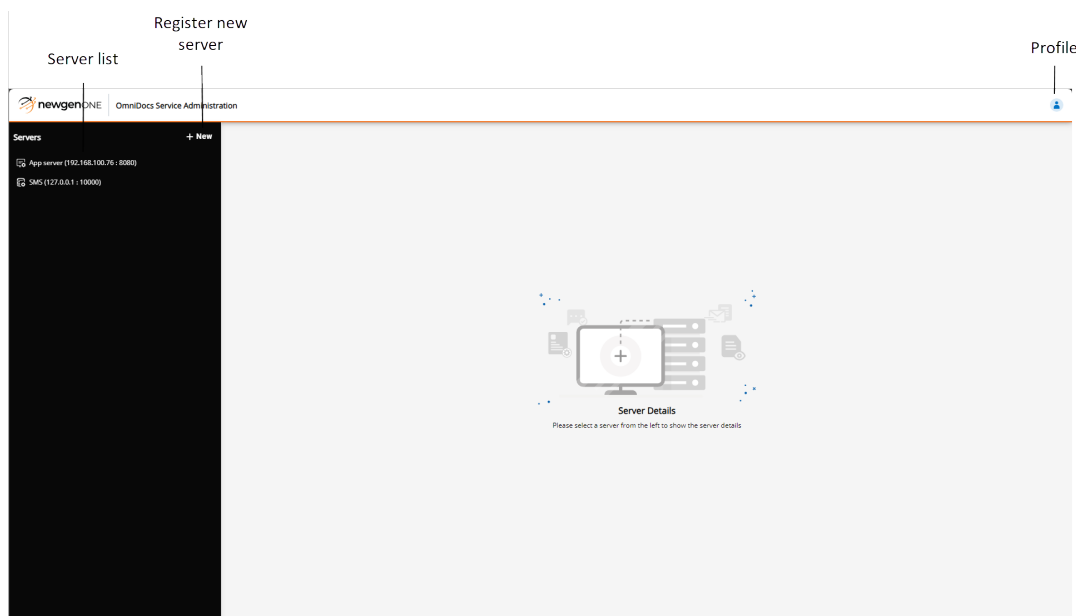 Register new
server
Server list
Profile
newgenONE
OmniDocs Service Administration
Servers
+ New
App server (192.168.100.76 : 8080)
SMS (127.0.0.1 : 10000)
Server Details
Please select a server from the left to show the server details